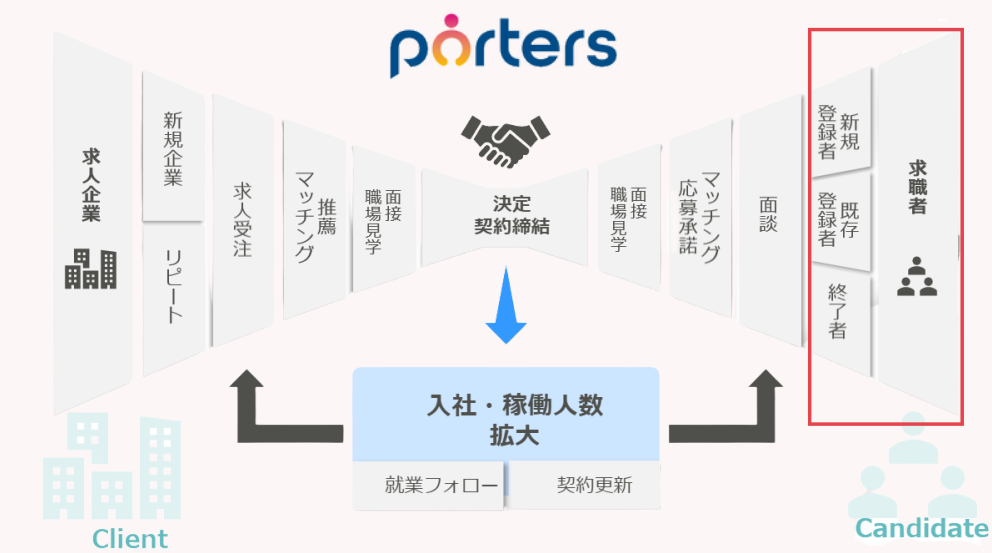 porters
求人企業
新規企業
リピート
求人受注
推薦
マッチング
面接
職場見学
決定
契約締結
面接
職場見学
マッチング
応募承諾
面談
新規
登録者
既存
登録者
終了者
求職者
入社・稼働人数
拡大
就業フォロー
契約更新
Client
Candidate